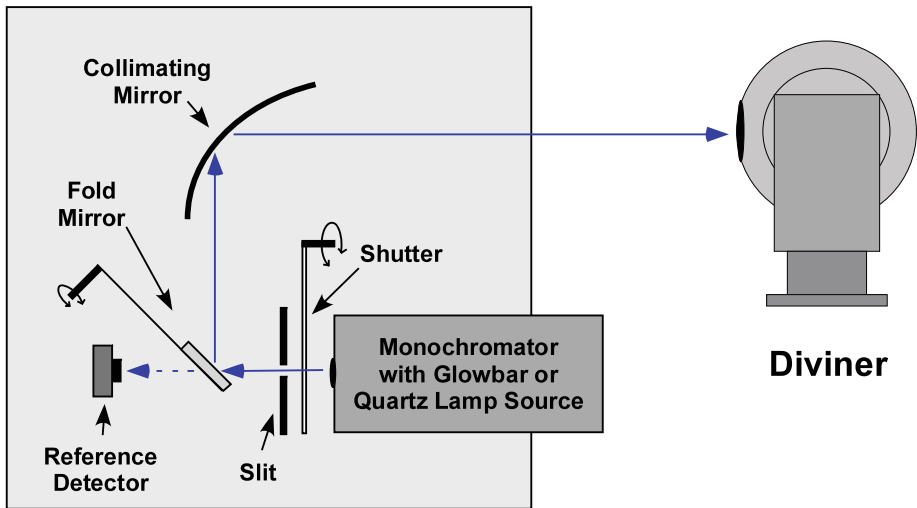 Collimating
Mirror
Fold
Mirror
Shutter
Monochromator
with Glowbar or
Quartz Lamp Source
Diviner
Reference
Detector
Slit